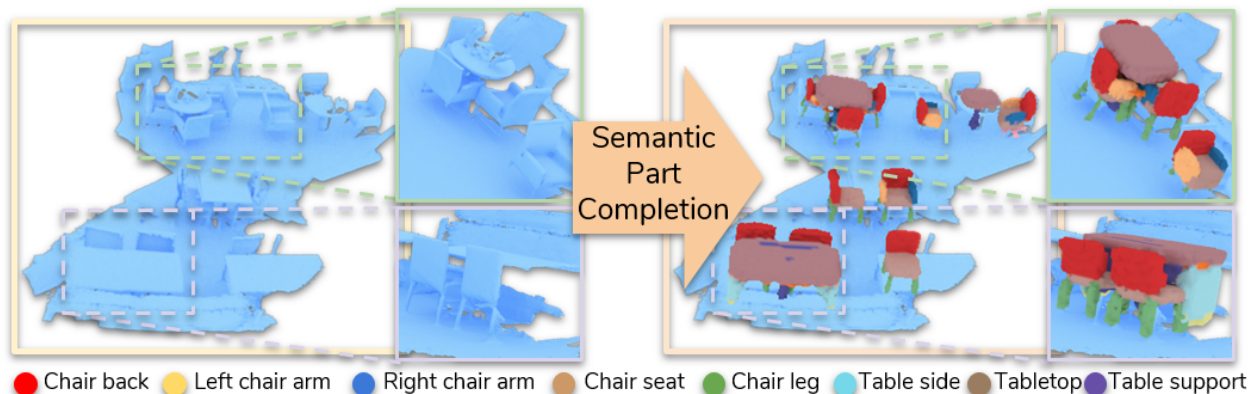 Semantic
Part
Completion
Chair back Left chair arm Right chair arm Chair seat Chair leg Table side Tabletop Table support